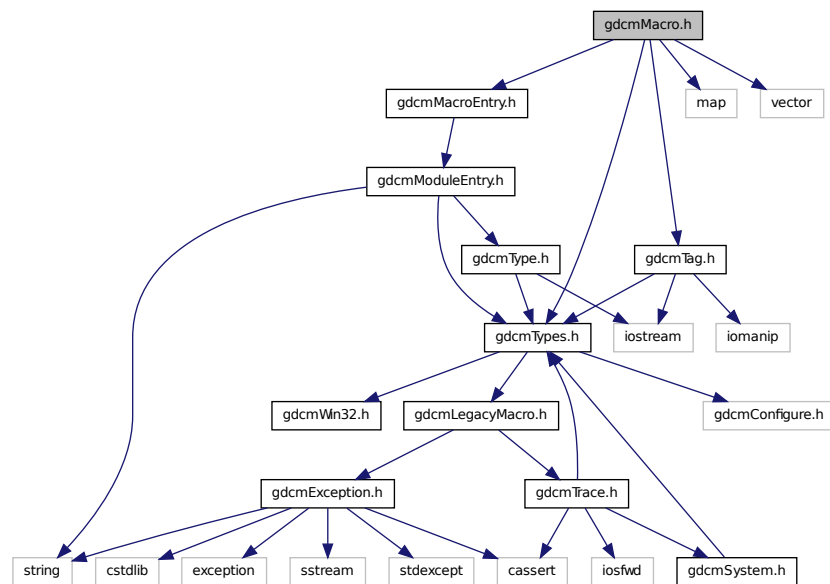 gdcmMacro.h
gdcmMacroEntry.h
map
vector
gdcmModuleEntry.h
gdcmType.h
gdcmTag.h
gdcmTypes.h
iostream
iomanip
gdcmWin32.h
gdcmLegacyMacro.h
gdcmConfigure.h
gdcmException.h
gdcmTrace.h
string
cstdlib
exception
sstream
stdexcept
cassert
iosfwd
gdcmSystem.h